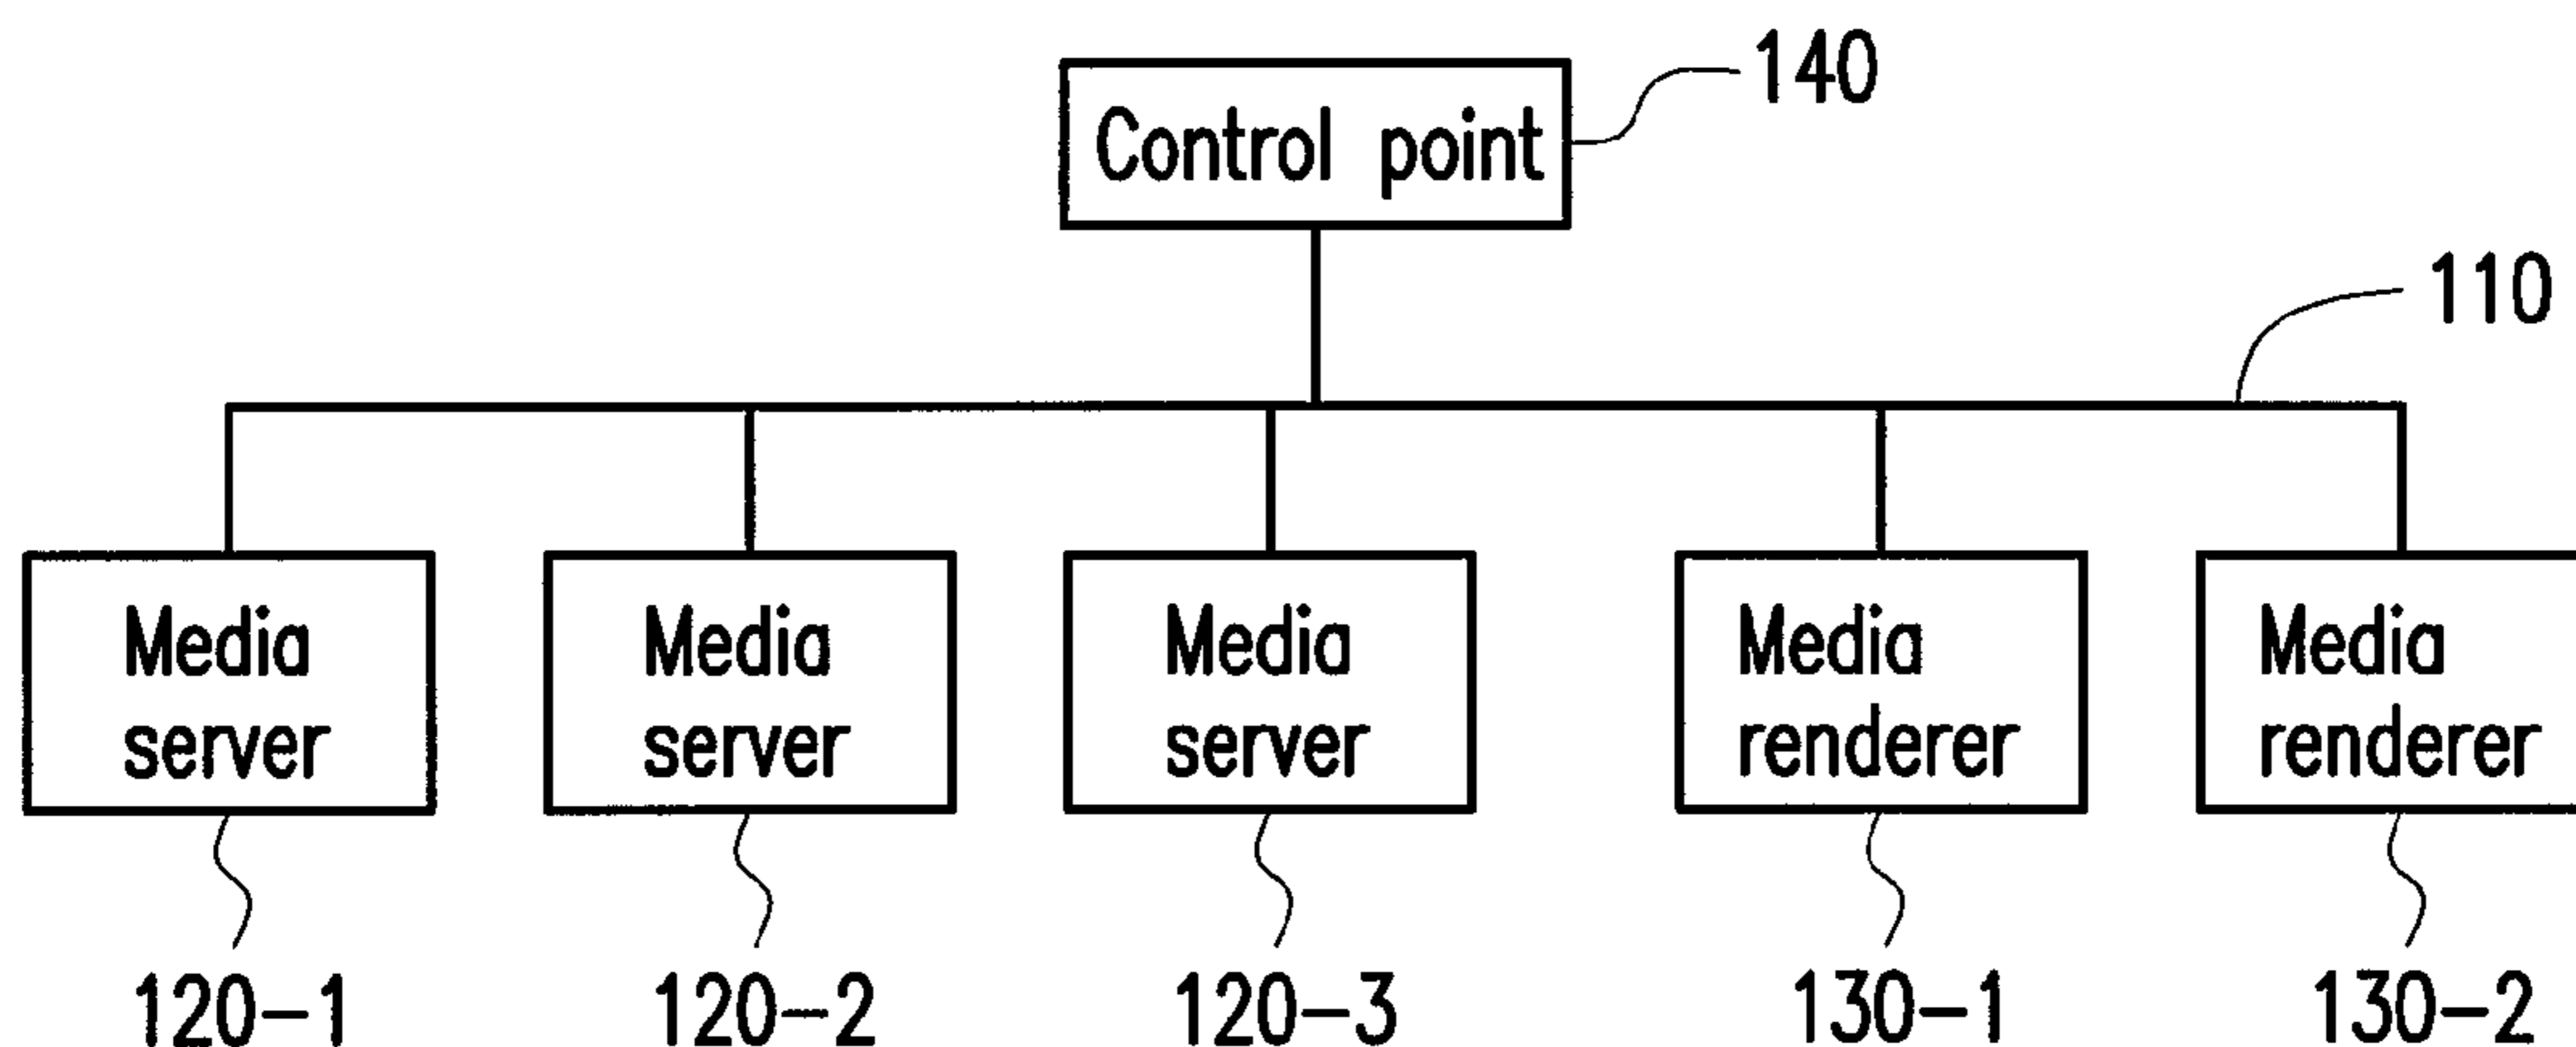 Control point
140
110
Media
server
Media
server
Media
server
Media
renderer
Media
renderer
120-1
120-2
120-3
130-1
130-2